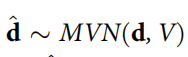 d̂ ~ MVN(d, V)